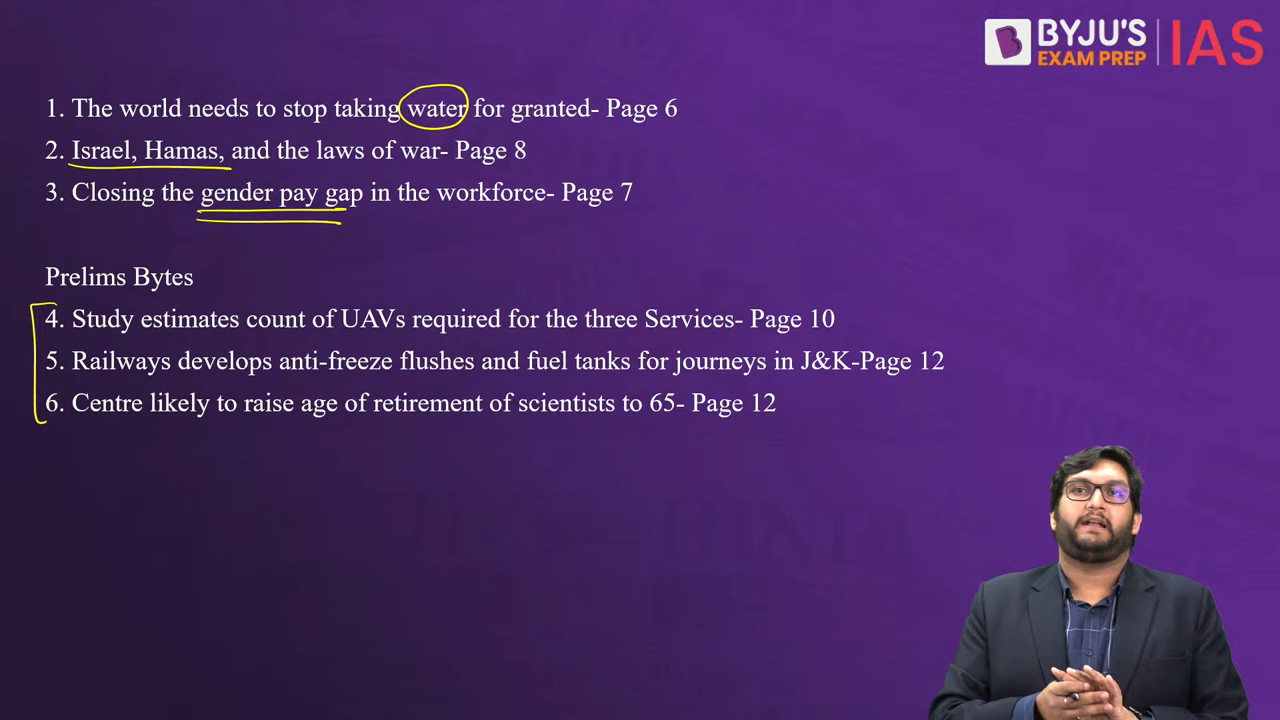 BYJU'S
EXAM PREP
IAS
1. The world needs to stop taking water for granted- Page 6
2. Israel, Hamas, and the laws of war- Page 8
3. Closing the gender pay gap in the workforce- Page 7
Prelims Bytes
4. Study estimates count of UAVs required for the three Services- Page 10
5. Railways develops anti-freeze flushes and fuel tanks for journeys in J&K-Page 12
6. Centre likely to raise age of retirement of scientists to 65- Page 12